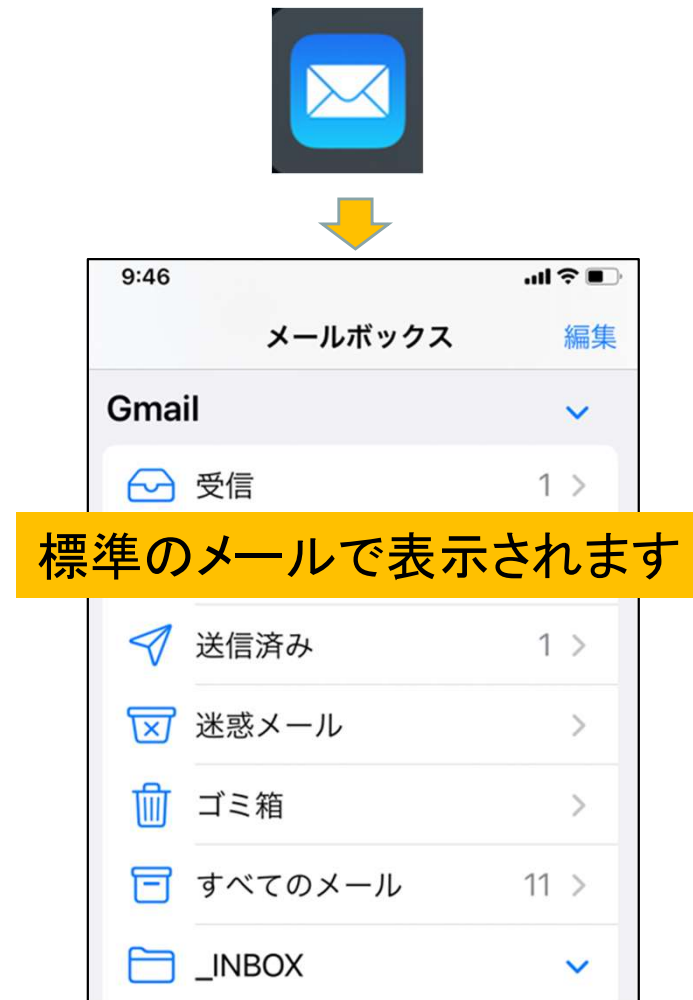 9:46
メールボックス 編集
Gmail
受信 1
標準のメールで表示されます
送信済み 1
迷惑メール
ゴミ箱
すべてのメール 11
_INBOX